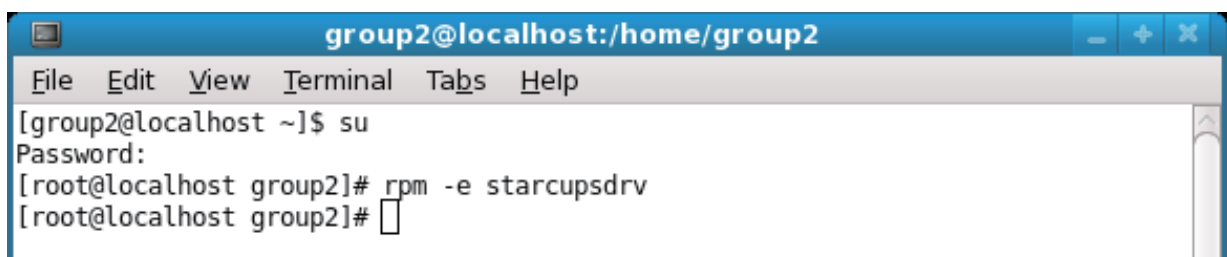 group2@localhost:/home/group2
File Edit View Terminal Tabs Help
[group2@localhost ~]$ su
Password:
[root@localhost group2]# rpm -e starcupsdrv
[root@localhost group2]#